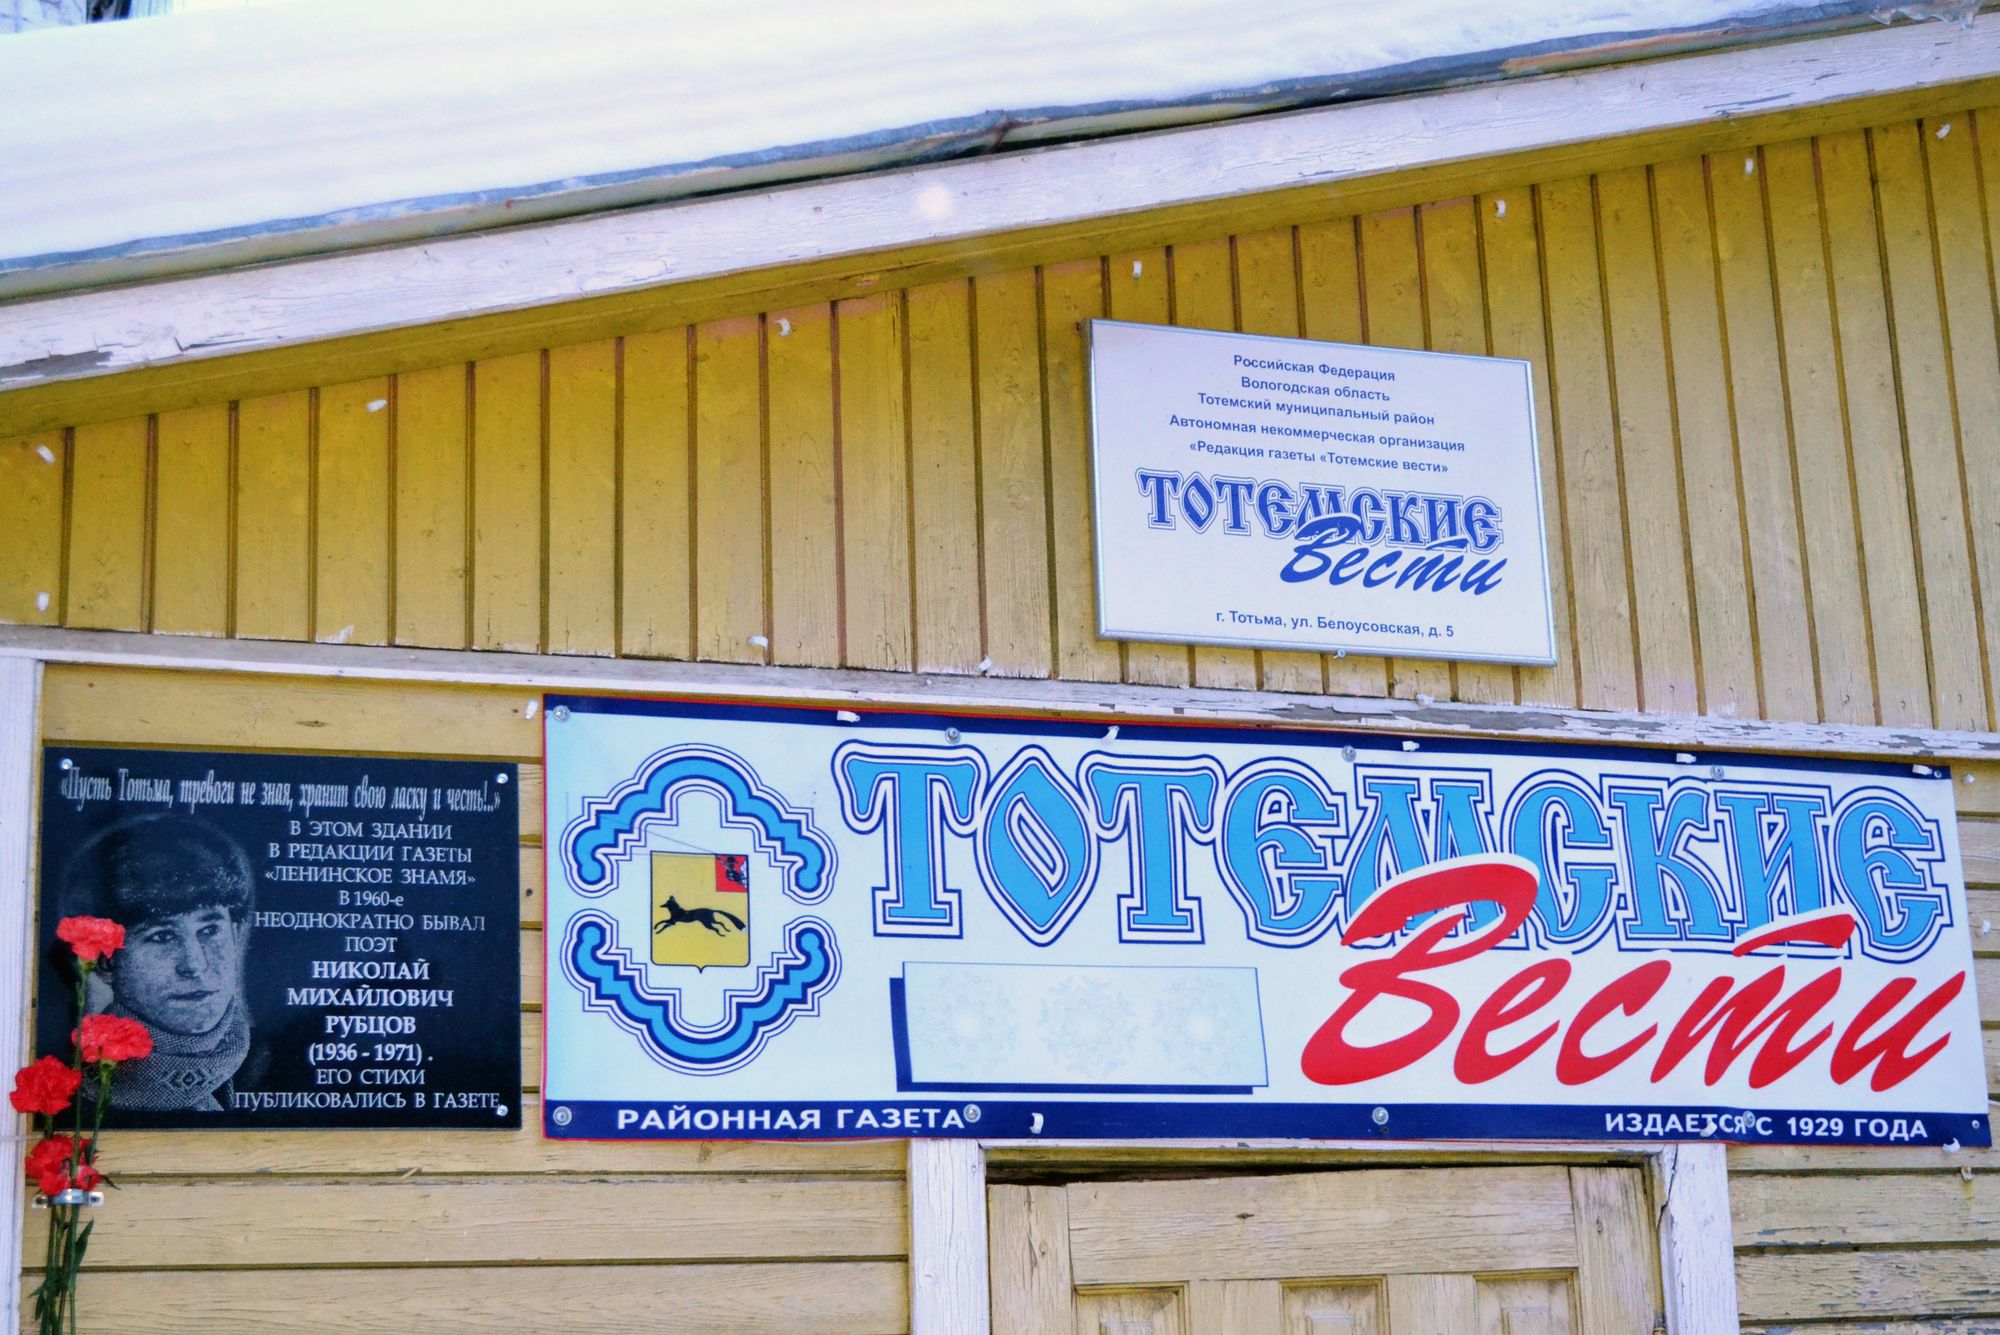 Российская Федерация
Вологодская область
Тотемский муниципальный район
Автономная некоммерческая организация
«Редакция газеты «Тотемские вести»
ТОТЕМСКИЕ
Вести
г. Тотьма, ул. Белоусовская, д. 5
«Пусть Тотьма, тревоги не зная, хранит свою ласку и честь!..»
В ЭТОМ ЗДАНИИ
В РЕДАКЦИИ ГАЗЕТЫ
«ЛЕНИНСКОЕ ЗНАМЯ»
В 1960-е
НЕОДНОКРАТНО БЫВАЛ
ПОЭТ
НИКОЛАЙ
МИХАЙЛОВИЧ
РУБЦОВ
(1936 - 1971) .
ЕГО СТИХИ
ПУБЛИКОВАЛИСЬ В ГАЗЕТЕ
ТОТЕМСКИЕ
Вести
РАЙОННАЯ ГАЗЕТА
ИЗДАЕТСЯ С 1929 ГОДА